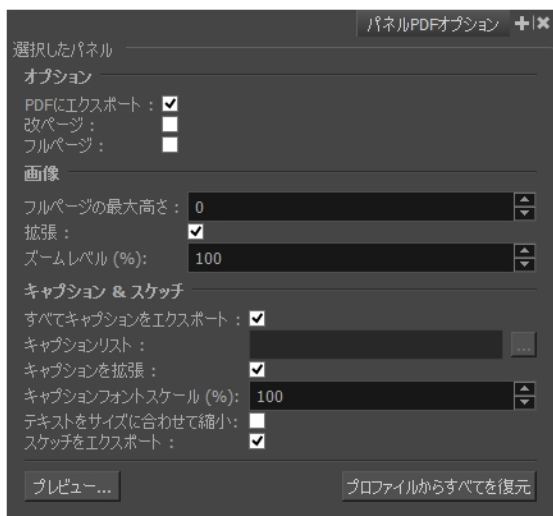 パネルPDFオプション
選択したパネル
オプション
PDFにエクスポート：
改ページ：
フルページ：
画像
フルページの最大高さ： 0
拡張：
ズームレベル (%): 100
キャプション & スケッチ
すべてキャプションをエクスポート：
キャプションリスト： ...
キャプションを拡張：
キャプションフォントスケール (%): 100
テキストをサイズに合わせて縮小:
スケッチをエクスポート：
プレビュー... プロファイルからすべてを復元